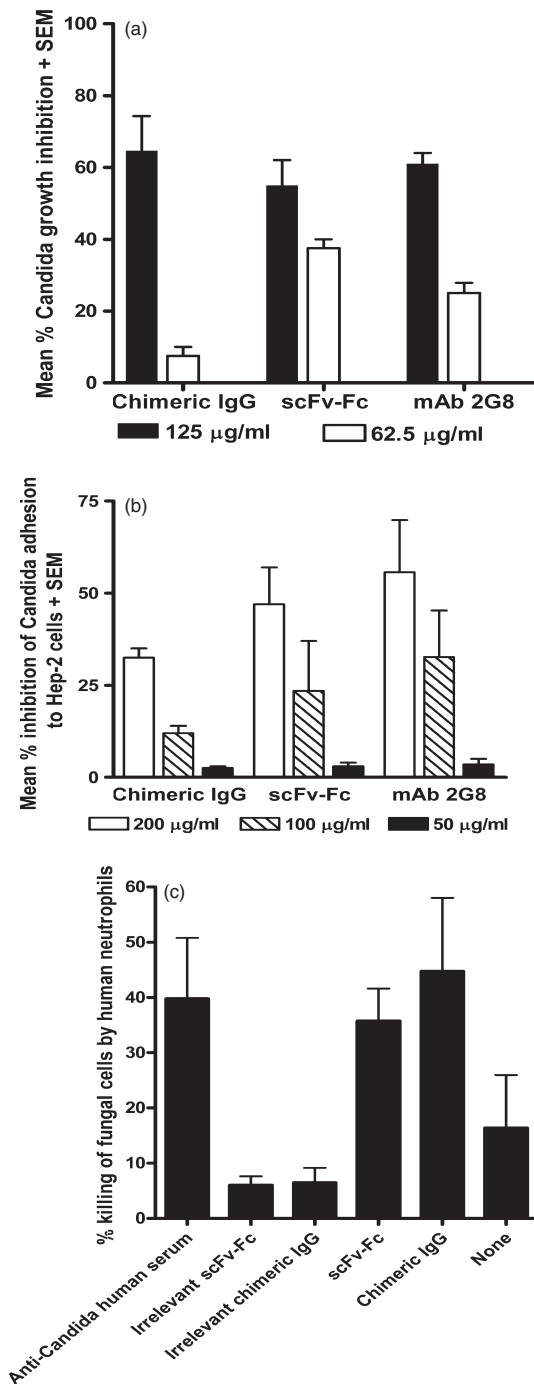 (a)
Mean % Candida growth inhibition + SEM
100
80
60
40
20
0
Chimeric IgG scFv-Fc mAb 2G8
125 µg/ml 62.5 µg/ml
(b)
Mean % inhibition of Candida adhesion
to Hep-2 cells + SEM
75
50
25
0
Chimeric IgG scFv-Fc mAb 2G8
200 µg/ml 100 µg/ml 50 µg/ml
(c)
% killing of fungal cells by human neutrophils
60
50
40
30
20
10
0
Anti-Candida human serum
Irrelevant scFv-Fc
Irrelevant chimeric IgG
scFv-Fc
Chimeric IgG
None